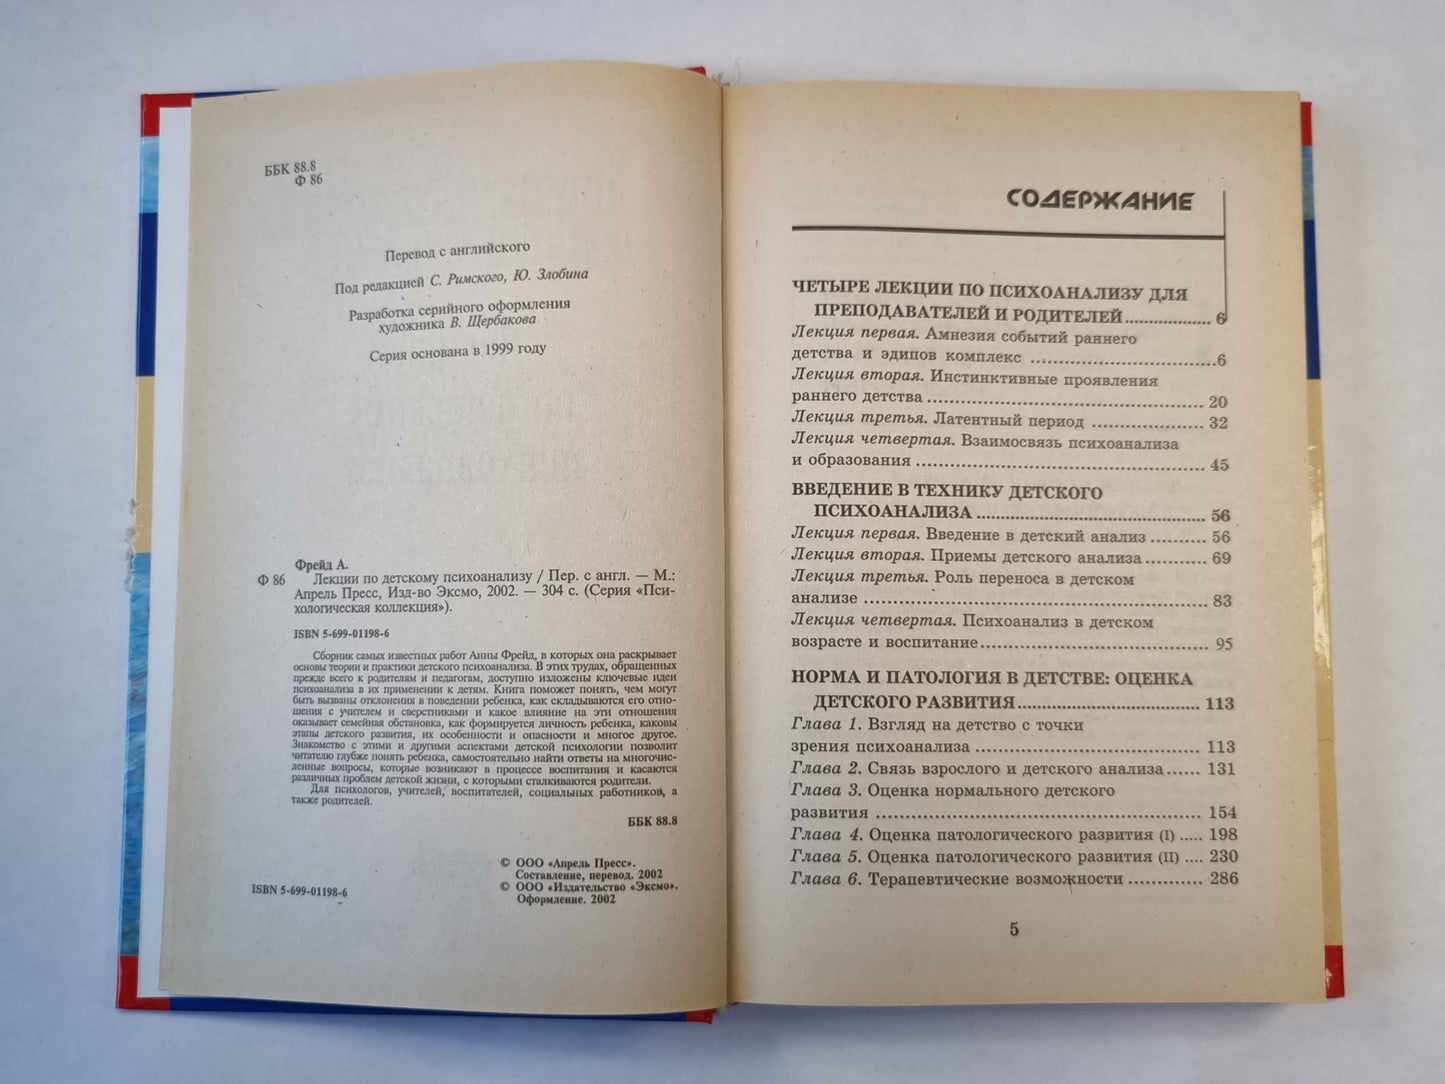 ББК 88.8
Ф 86
Перевод с английского
Под редакцией С. Римского, Ю. Злобина
Разработка серийного оформления
художника В. Щербакова
Серия основана в 1999 году
Фрейд А.
Ф 86 Лекции по детскому психоанализу / Пер. с англ. — М.:
Апрель Пресс, Изд-во Эксмо, 2002. — 304 с. (Серия «Пси-
хологическая коллекция»).
ISBN 5-699-01198-6
Сборник самых известных работ Анны Фрейд, в которых она раскрывает
основы теории и практики детского психоанализа. В этих трудах, обращенных
прежде всего к родителям и педагогам, доступно изложены ключевые идеи
психоанализа в их применении к детям. Книга поможет понять, чем могут
быть вызваны отклонения в поведении ребенка, как складываются его отно-
шения с учителем и сверстниками и какое влияние на эти отношения
оказывает семейная обстановка, как формируется личность ребенка, каковы
этапы детского развития, их особенности и опасности и многое другое.
Знакомство с этими и другими аспектами детской психологии позволит
читателю глубже понять ребенка, самостоятельно найти ответы на многочис-
ленные вопросы, которые возникают в процессе воспитания и касаются
различных проблем детской жизни, с которыми сталкиваются родители.
Для психологов, учителей, воспитателей, социальных работников, а
также родителей.
ББК 88.8
© ООО «Апрель Пресс».
Составление, перевод. 2002
© ООО «Издательство «Эксмо».
Оформление. 2002
ISBN 5-699-01198-6
СОДЕРЖАНИЕ
ЧЕТЫРЕ ЛЕКЦИИ ПО ПСИХОАНАЛИЗУ ДЛЯ
ПРЕПОДАВАТЕЛЕЙ И РОДИТЕЛЕЙ................. 6
Лекция первая. Амнезия событий раннего
детства и эдипов комплекс ..................................6
Лекция вторая. Инстинктивные проявления
раннего детства .................................................. 20
Лекция третья. Латентный период .................... 32
Лекция четвертая. Взаимосвязь психоанализа
и образования .................................................... 45
ВВЕДЕНИЕ В ТЕХНИКУ ДЕТСКОГО
ПСИХОАНАЛИЗА .......................................... 56
Лекция первая. Введение в детский анализ .......... 56
Лекция вторая. Приемы детского анализа ........... 69
Лекция третья. Роль переноса в детском
анализе ............................................................. 83
Лекция четвертая. Психоанализ в детском
возрасте и воспитание......................................... 95
НОРМА И ПАТОЛОГИЯ В ДЕТСТВЕ: ОЦЕНКА
ДЕТСКОГО РАЗВИТИЯ................................. 113
Глава 1. Взгляд на детство с точки
зрения психоанализа ........................................ 113
Глава 2. Связь взрослого и детского анализа...... 131
Глава 3. Оценка нормального детского
развития .......................................................... 154
Глава 4. Оценка патологического развития (I) ..... 198
Глава 5. Оценка патологического развития (II) .... 230
Глава 6. Терапевтические возможности ............. 286
5